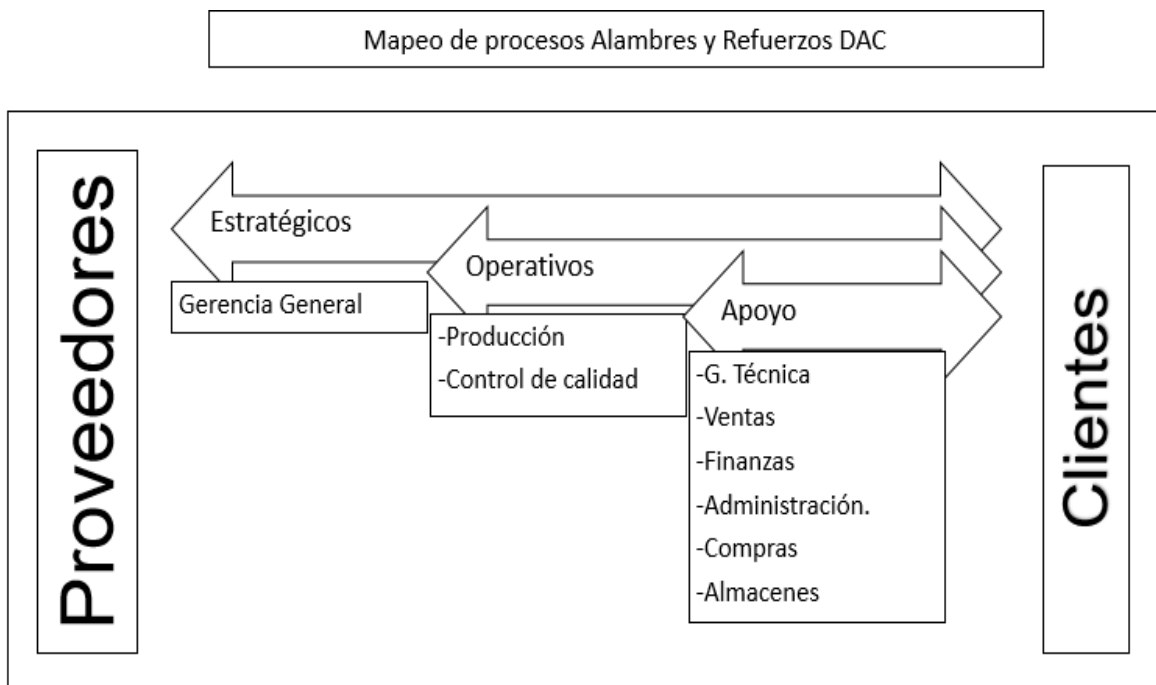 Mapeo de procesos Alambres y Refuerzos DAC
Proveedores
Estratégicos
Gerencia General
Operativos
-Producción
-Control de calidad
Apoyo
-G. Técnica
-Ventas
-Finanzas
-Administración.
-Compras
-Almacenes
Clientes